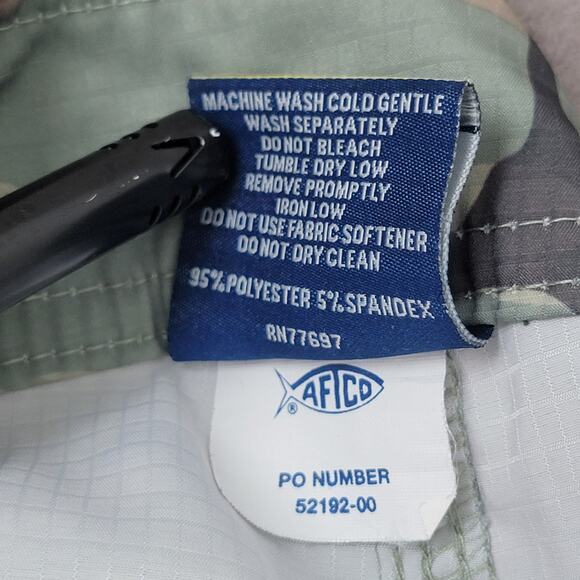 MACHINE WASH COLD GENTLE
WASH SEPARATELY
DO NOT BLEACH
TUMBLE DRY LOW
REMOVE PROMPTLY
IRON LOW
DO NOT USE FABRIC SOFTENER
DO NOT DRY CLEAN
95% POLYESTER 5% SPANDEX
RN77697
AFTCO
®
PO NUMBER
52192-00